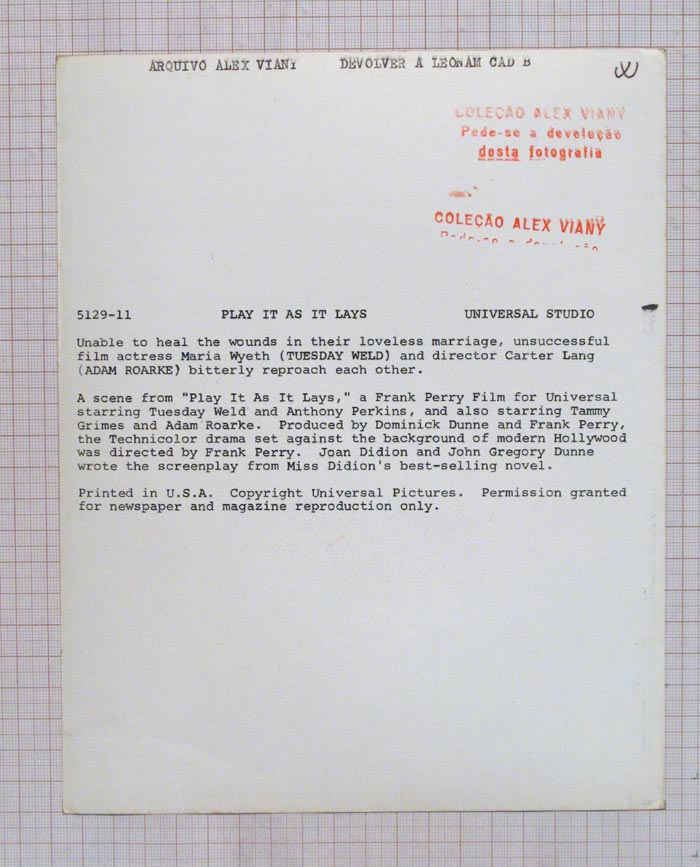 ARQUIVO ALEX VIANY DEVOLVER A LEONAM CAD B
COLEÇÃO ALEX VIANY
Pede-se a devolução
desta fotografia
COLEÇÃO ALEX VIANY
Pede-se a devolução
5129-11 PLAY IT AS IT LAYS UNIVERSAL STUDIO
Unable to heal the wounds in their loveless marriage, unsuccessful
film actress Maria Wyeth (TUESDAY WELD) and director Carter Lang
(ADAM ROARKE) bitterly reproach each other.
A scene from "Play It As It Lays," a Frank Perry Film for Universal
starring Tuesday Weld and Anthony Perkins, and also starring Tammy
Grimes and Adam Roarke. Produced by Dominick Dunne and Frank Perry,
the Technicolor drama set against the background of modern Hollywood
was directed by Frank Perry. Joan Didion and John Gregory Dunne
wrote the screenplay from Miss Didion's best-selling novel.
Printed in U.S.A. Copyright Universal Pictures. Permission granted
for newspaper and magazine reproduction only.